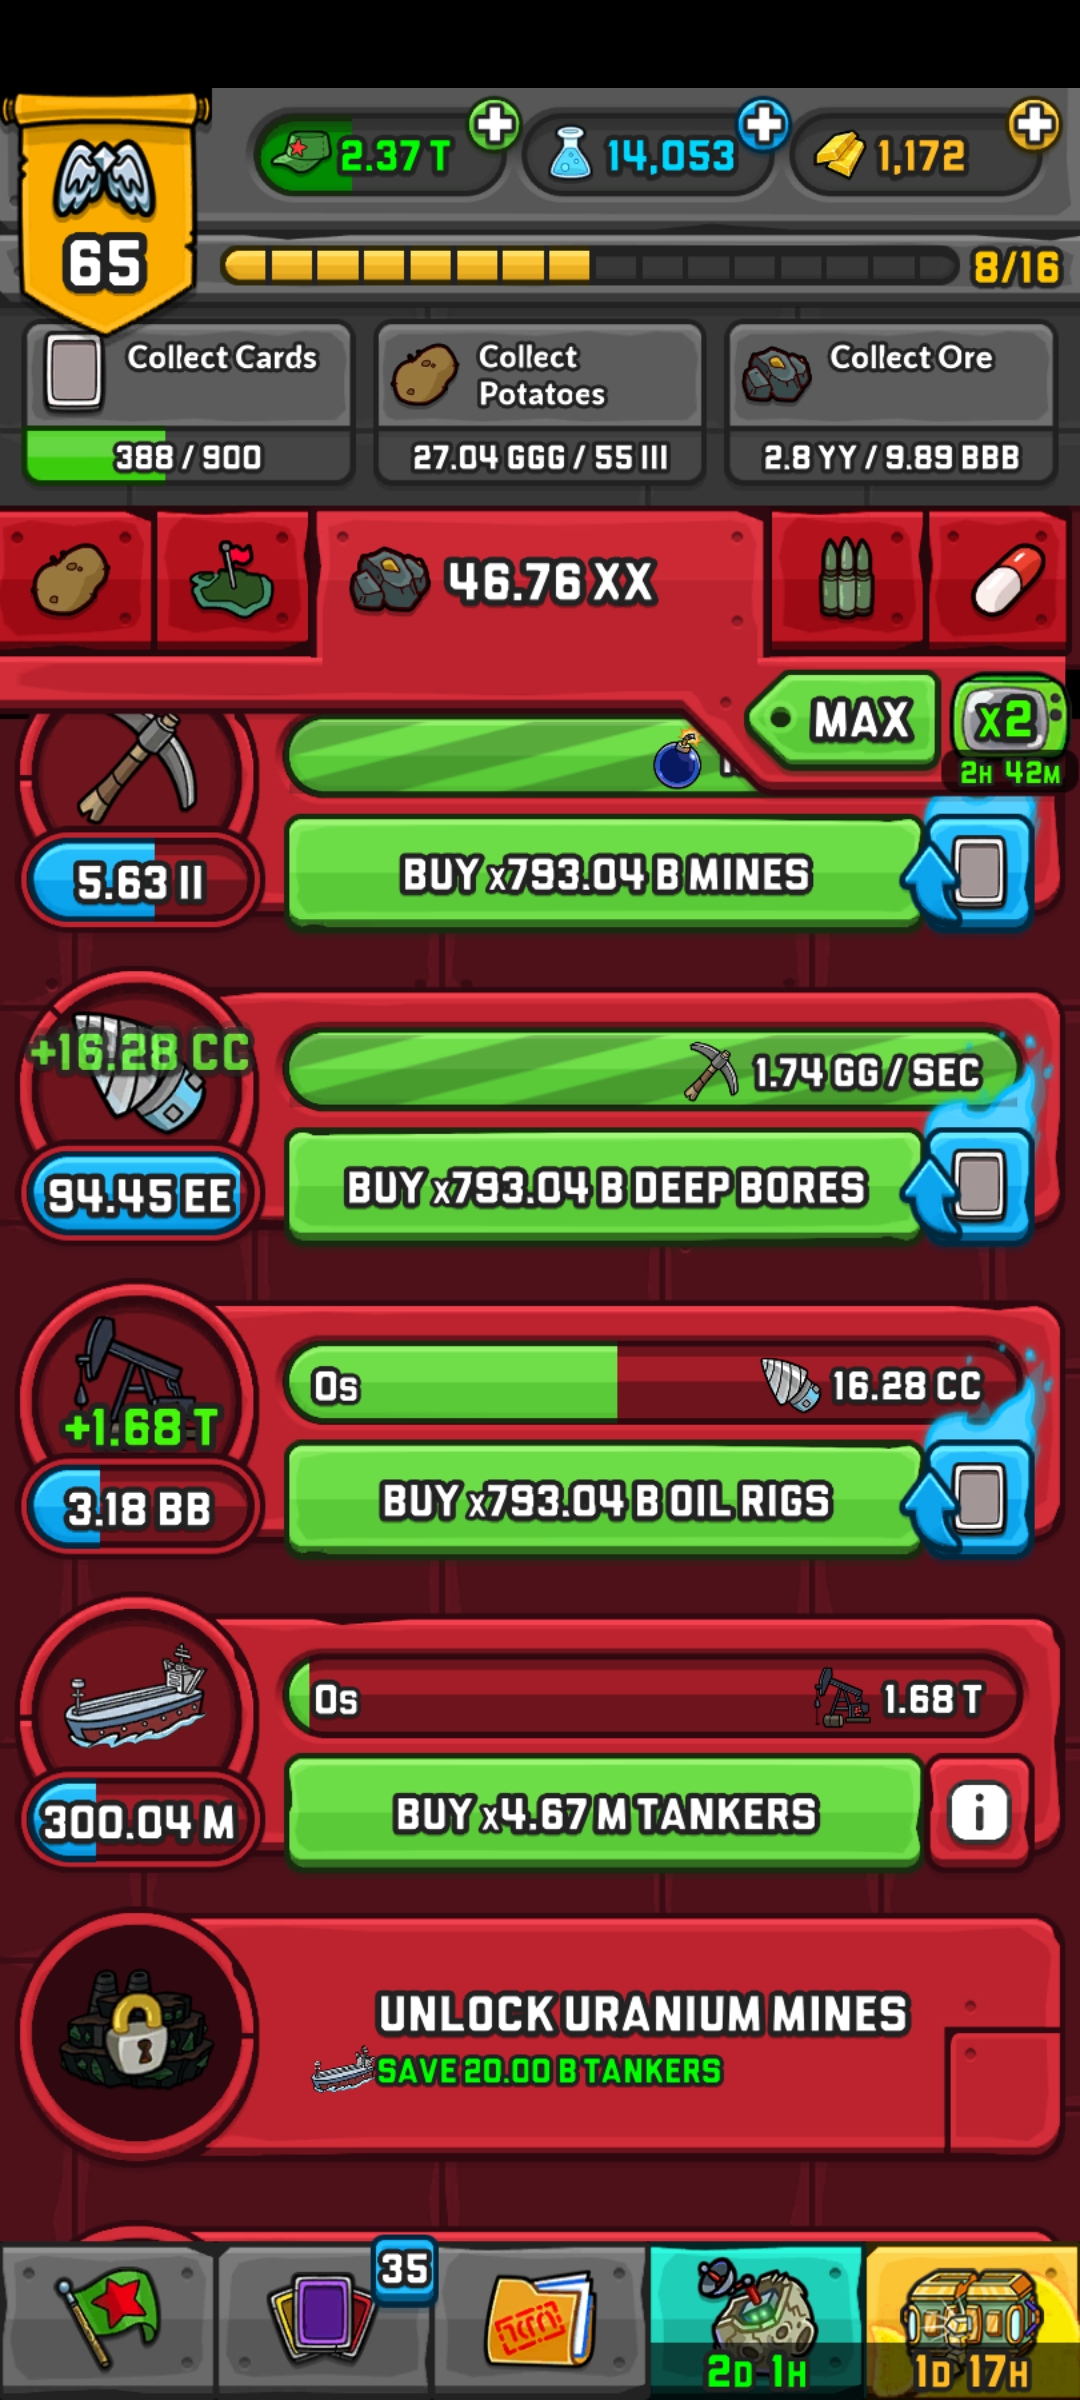 65
2.37 T
14,053
1,172
8/16
Collect Cards
388 / 900
Collect
Potatoes
27.04 GGG / 55 III
Collect Ore
2.8 YY / 9.89 BBB
46.76 XX
MAX
x2
2H 42M
5.63 II
BUY x793.04 B MINES
+16.28 CC
1.74 GG / SEC
94.45 EE
BUY x793.04 B DEEP BORES
0s
16.28 CC
+1.68 T
3.18 BB
BUY x793.04 B OIL RIGS
0s
1.68 T
300.04 M
BUY x4.67 M TANKERS
i
UNLOCK URANIUM MINES
SAVE 20.00 B TANKERS
35
2D 1H
1D 17H